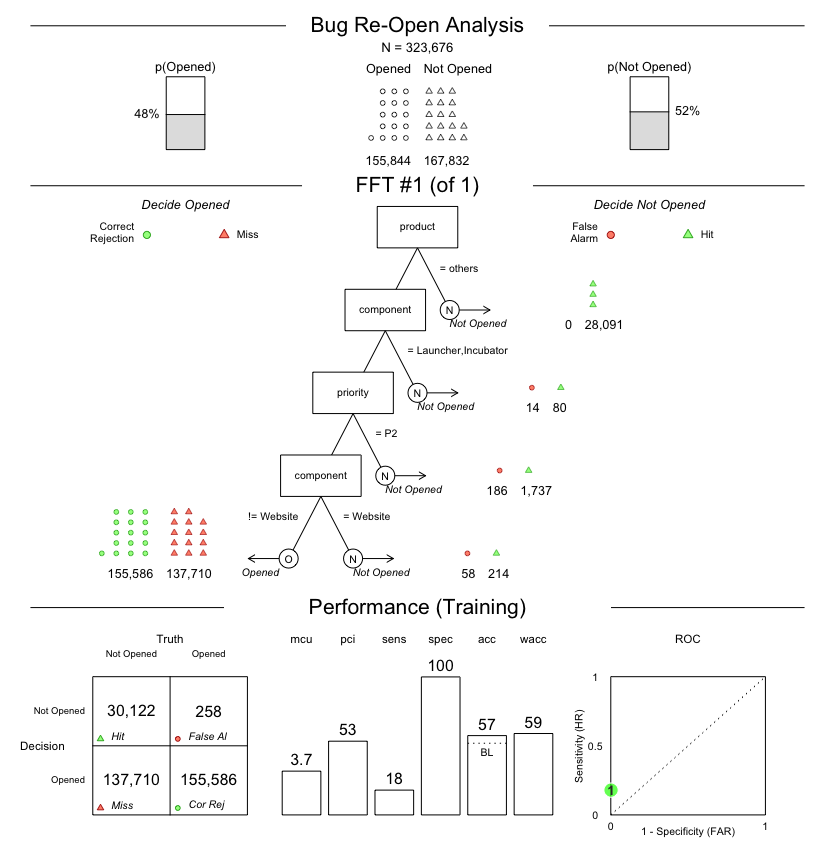 Bug Re-Open Analysis
N = 323,676
p(Opened)
Opened Not Opened
p(Not Opened)
48%
52%
155,844 167,832
FFT #1 (of 1)
Decide Opened
Decide Not Opened
Correct
Rejection
Miss
False
Alarm
Hit
product
= others
component
N
Not Opened
0 28,091
= Launcher,Incubator
priority
N
Not Opened
14 80
= P2
component
N
Not Opened
186 1,737
!= Website
= Website
O
N
Opened
Not Opened
155,586 137,710
58 214
Performance (Training)
Truth
Not Opened Opened
mcu pci sens spec acc wacc
ROC
Decision
Not Opened
30,122 258
Hit False Al
Opened
137,710 155,586
Miss Cor Rej
3.7 53 18 100 57 59
BL
Sensitivity (HR)
1
0.5
0
1
0 1
1 - Specificity (FAR)